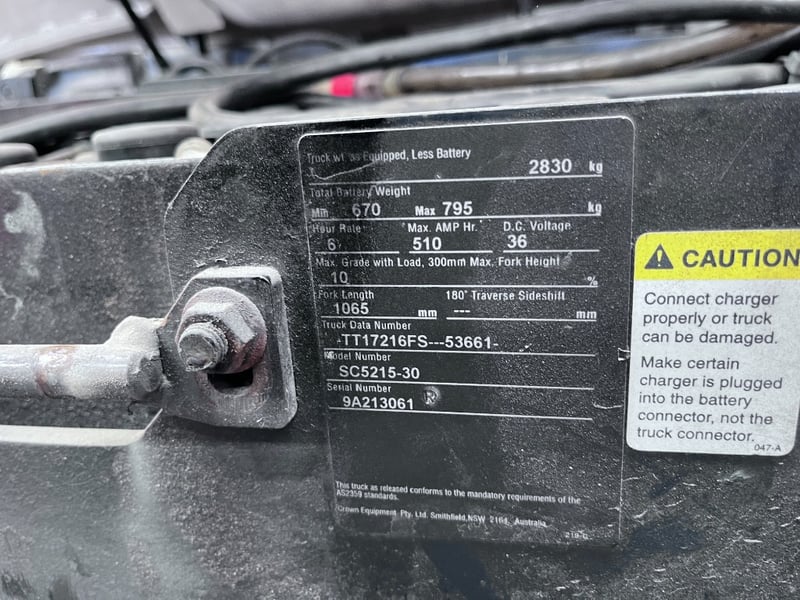 Truck wt. as Equipped, Less Battery
2830 kg
Total Battery Weight
Min 670 Max 795 kg
Hour Rate Max. AMP Hr. D.C. Voltage
6 510 36
Max. Grade with Load, 300mm Max. Fork Height
10 %
Fork Length 180° Traverse Sideshift
1065 mm --- mm
Truck Data Number
-TT17216FS---53661-
Model Number
SC5215-30
Serial Number
9A213061 R
This truck as released conforms to the mandatory requirements of the
AS2359 standards.
Crown Equipment Pty. Ltd. Smithfield,NSW 2164, Australia
CAUTION
Connect charger
properly or truck
can be damaged.
Make certain
charger is plugged
into the battery
connector, not the
truck connector.
047-A